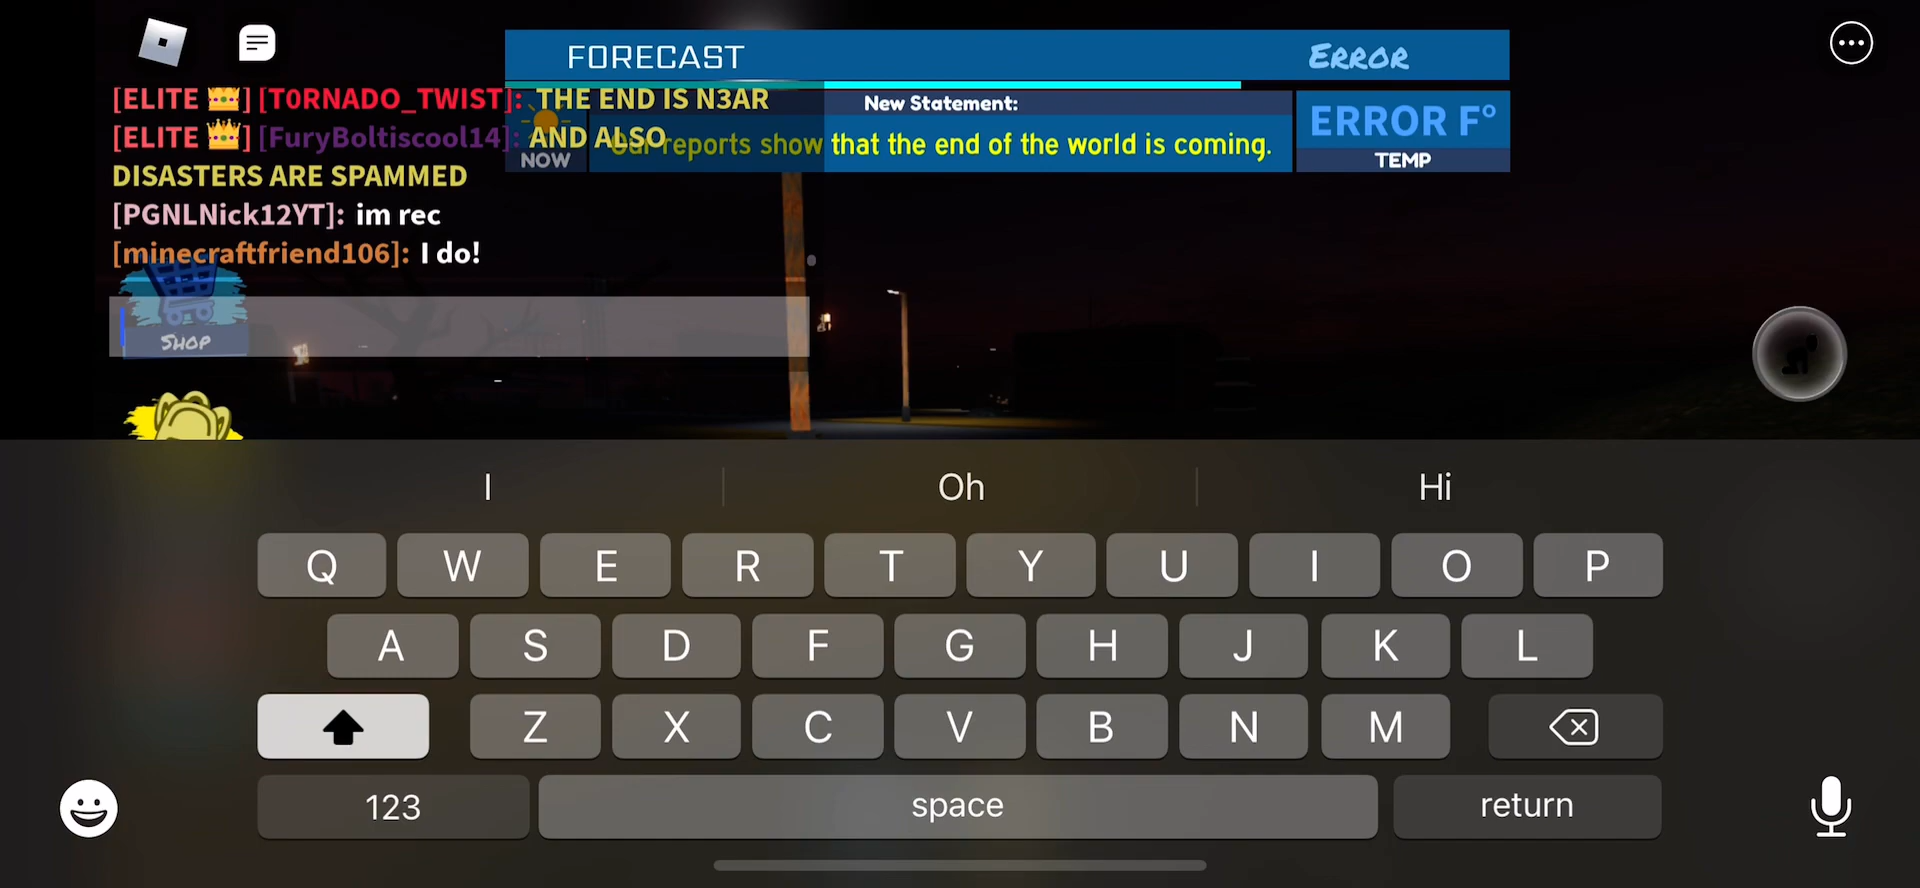 FORECAST
ERROR
[ELITE 👑] [T0RNADO_TWIST]: THE END IS N3AR
New Statement:
ERROR F°
[ELITE 👑] [FuryBoltiscool14]: AND ALSO
Our reports show that the end of the world is coming.
NOW
TEMP
DISASTERS ARE SPAMMED
[PGNLNick12YT]: im rec
[minecraftfriend106]: I do!
SHOP
I Oh Hi
Q W E R T Y U I O P
A S D F G H J K L
Z X C V B N M
123 space return